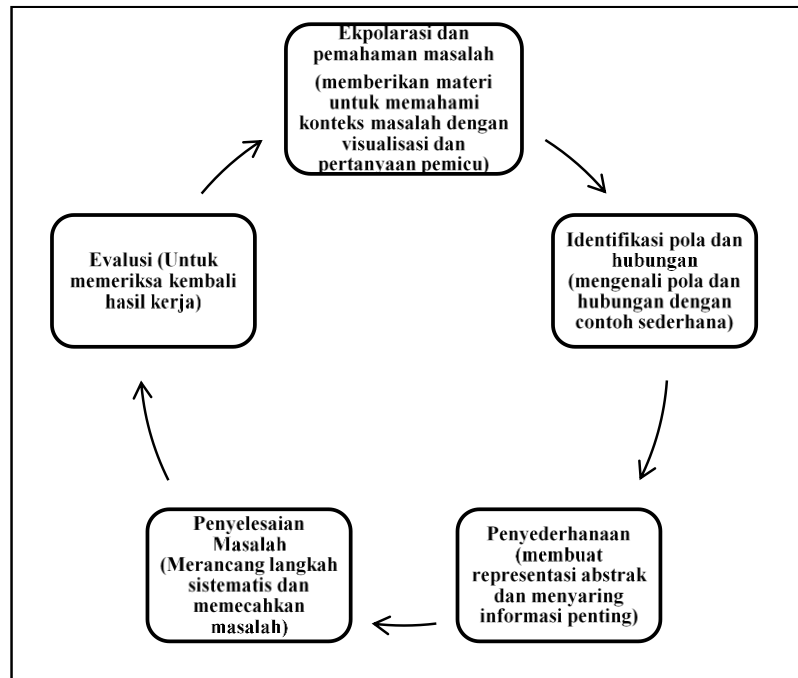 Ekpolarasi dan
pemahaman masalah
(memberikan materi
untuk memahami
konteks masalah dengan
visualisasi dan
pertanyaan pemicu)
Identifikasi pola dan
hubungan
(mengenali pola dan
hubungan dengan
contoh sederhana)
Penyederhanaan
(membuat
representasi abstrak
dan menyaring
informasi penting)
Penyelesaian
Masalah
(Merancang langkah
sistematis dan
memecahkan
masalah)
Evalusi (Untuk
memeriksa kembali
hasil kerja)